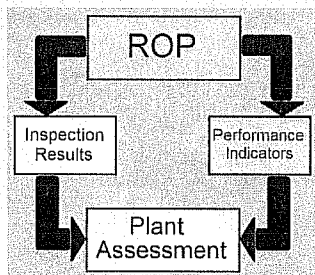 ROP
Inspection
Results
Performance
Indicators
Plant
Assessment